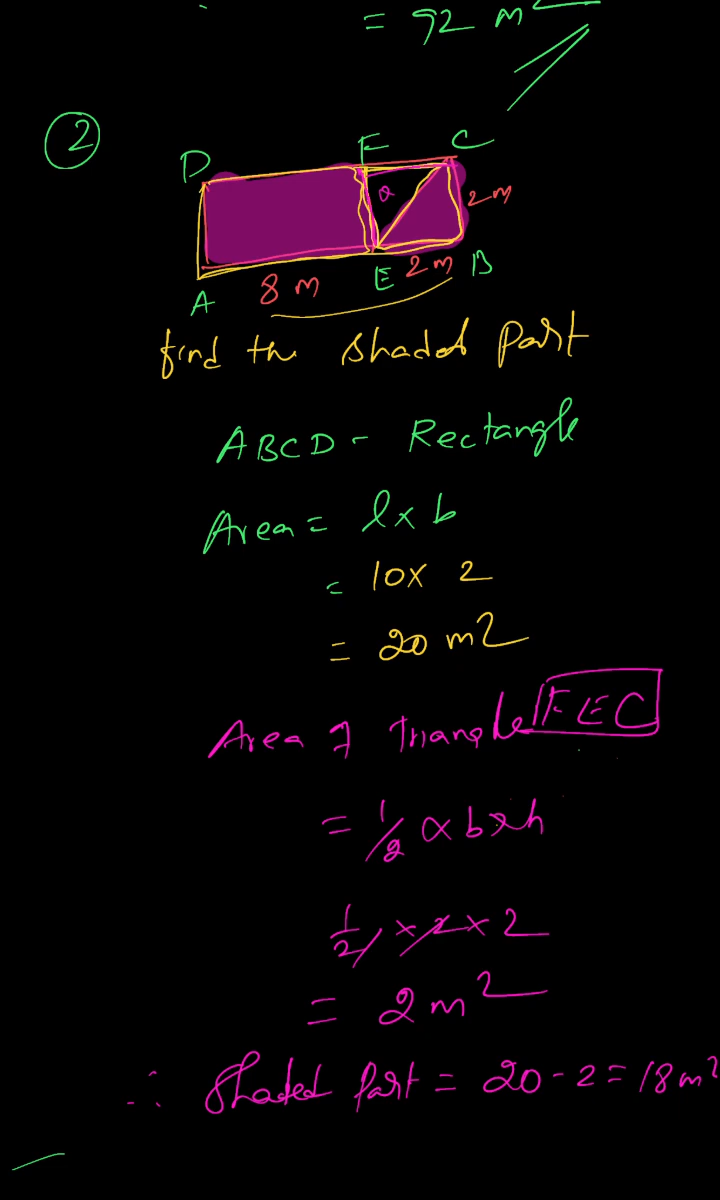 = 92 m²
2
D F C
2 2m
A 8 m E 2m B
find the shaded part
ABCD - Rectangle
Area = l x b
= 10 x 2
= 20 m2
Area of Triangle FEC
= 1/2 x b x h
1/2 x 2 x 2
= 2 m²
∴ Shaded part = 20 - 2 = 18 m²